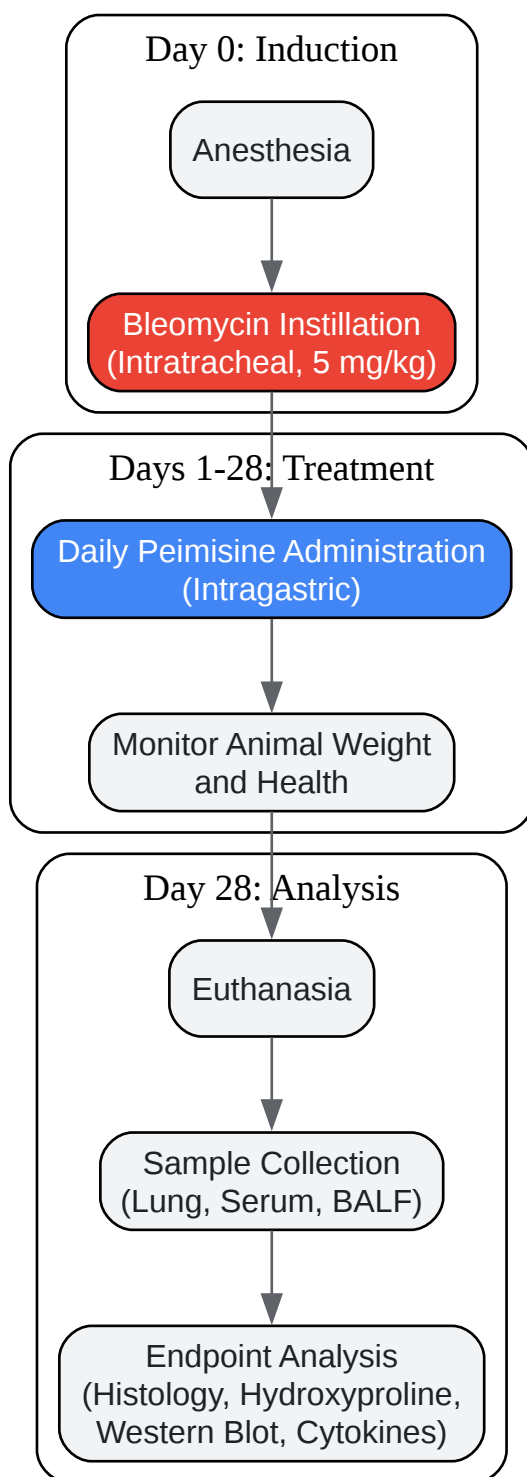 Day 0: Induction
Anesthesia
Bleomycin Instillation
(Intratracheal, 5 mg/kg)
Days 1-28: Treatment
Daily Peimisine Administration
(Intragastric)
Monitor Animal Weight
and Health
Day 28: Analysis
Euthanasia
Sample Collection
(Lung, Serum, BALF)
Endpoint Analysis
(Histology, Hydroxyproline,
Western Blot, Cytokines)